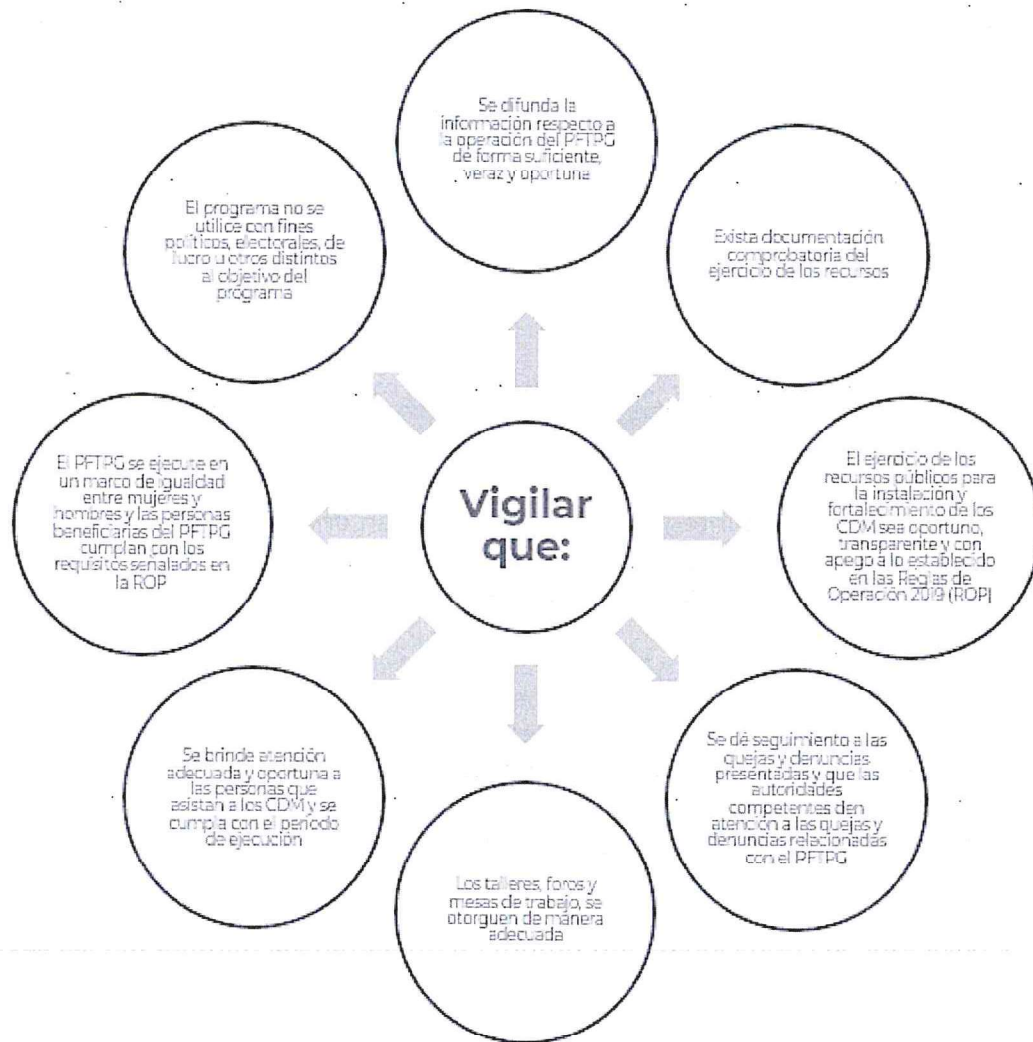 Se difunda la
información respecto a
la operación del PFTPG
de forma suficiente,
veraz y oportuna
Exista documentación
comprobatoria del
ejercicio de los recursos
El ejercicio de los
recursos públicos para
la instalación y
fortalecimiento de los
CDM sea oportuno,
transparente y con
apego a lo establecido
en las Reglas de
Operación 2019 (ROP)
Se dé seguimiento a las
quejas y denuncias
presentadas y que las
autoridades
competentes den
atención a las quejas y
denuncias relacionadas
con el PFTPG
Los talleres, foros y
mesas de trabajo, se
otorguen de manera
adecuada
Se brinde atención
adecuada y oportuna a
las personas que
asistan a los CDM y se
cumpla con el periodo
de ejecución
El PFTPG se ejecute en
un marco de igualdad
entre mujeres y
hombres y las personas
beneficiarias del PFTPG
cumplan con los
requisitos señalados en
la ROP
El programa no se
utilice con fines
políticos, electorales, de
lucro u otros distintos
al objetivo del
programa
Vigilar
que: